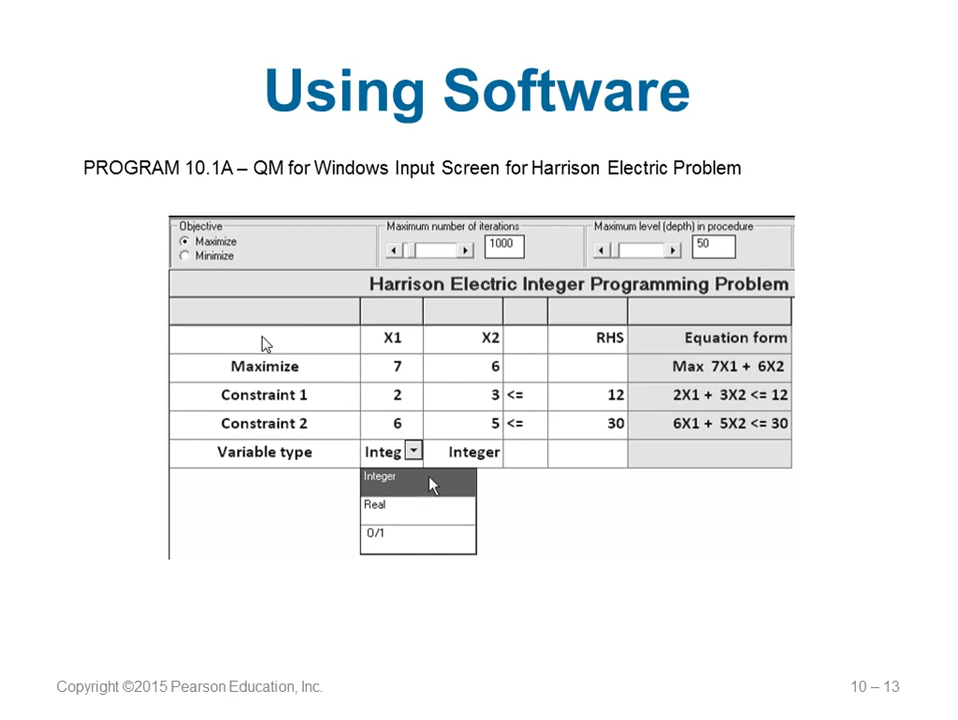 Using Software
PROGRAM 10.1A – QM for Windows Input Screen for Harrison Electric Problem
Objective
Maximize
Minimize
Maximum number of iterations
1000
Maximum level (depth) in procedure
50
Harrison Electric Integer Programming Problem
X1 X2 RHS Equation form
Maximize 7 6 Max 7X1 + 6X2
Constraint 1 2 3 <= 12 2X1 + 3X2 <= 12
Constraint 2 6 5 <= 30 6X1 + 5X2 <= 30
Variable type Integ Integer
Integer
Real
0/1
Copyright ©2015 Pearson Education, Inc.
10 – 13